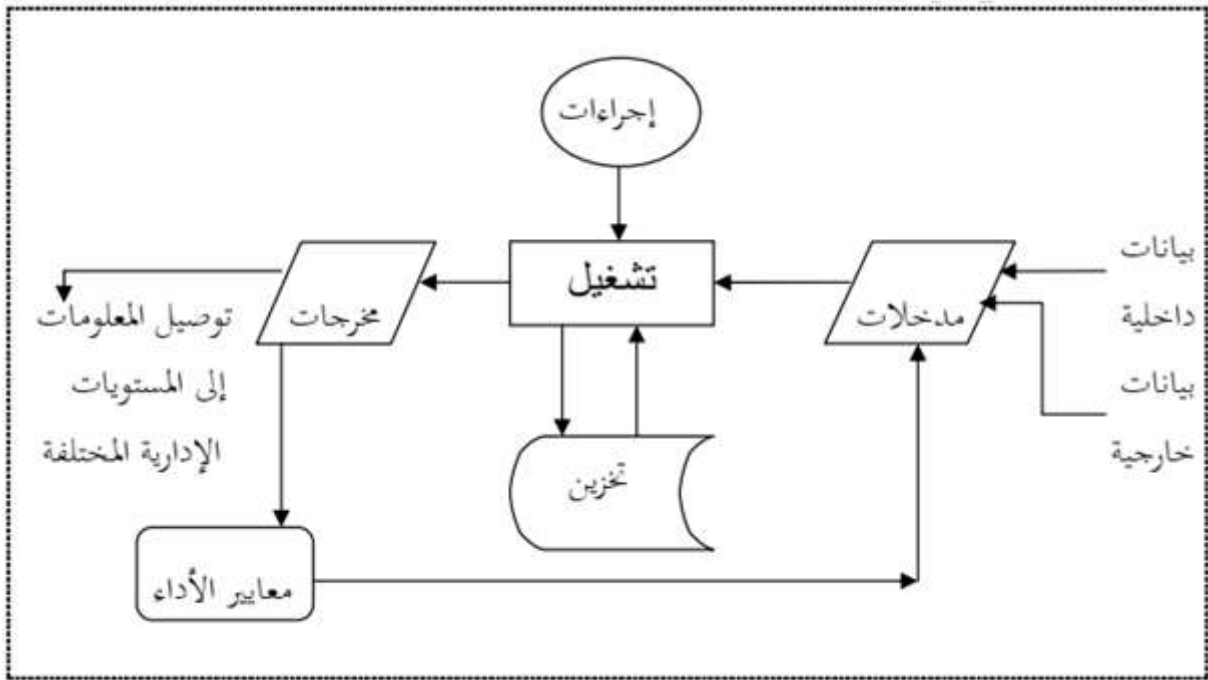 إجراءات
بيانات
داخلية
بيانات
خارجية
مدخلات
تشغيل
تخزين
مخرجات
توصيل المعلومات
إلى المستويات
الإدارية المختلفة
معايير الأداء